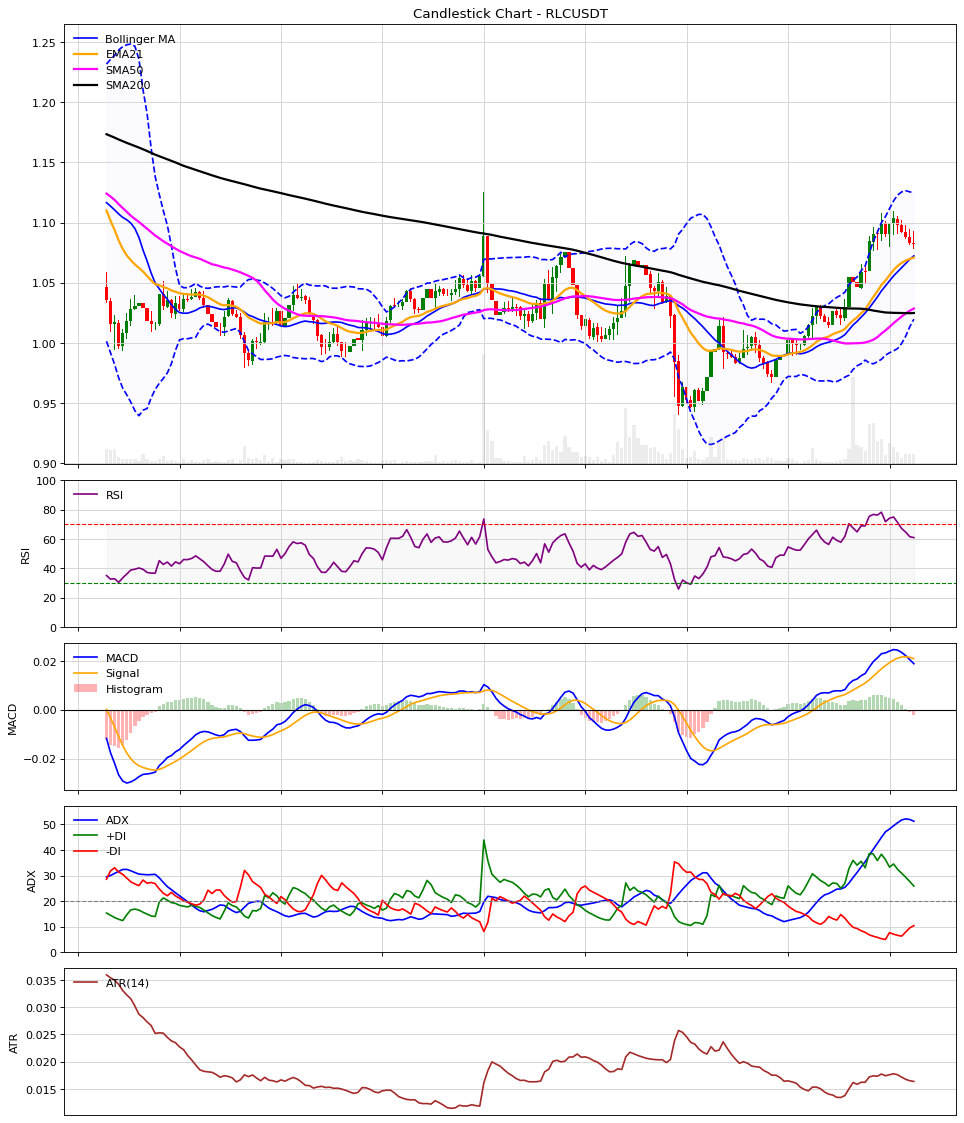 Candlestick Chart - RLCUSDT
Bollinger MA
EMA21
SMA50
SMA200
1.25
1.20
1.15
1.10
1.05
1.00
0.95
0.90
RSI
RSI
100
80
60
40
20
0
MACD
Signal
Histogram
MACD
0.02
0.00
−0.02
ADX
+DI
-DI
ADX
50
40
30
20
10
0
ATR(14)
ATR
0.035
0.030
0.025
0.020
0.015